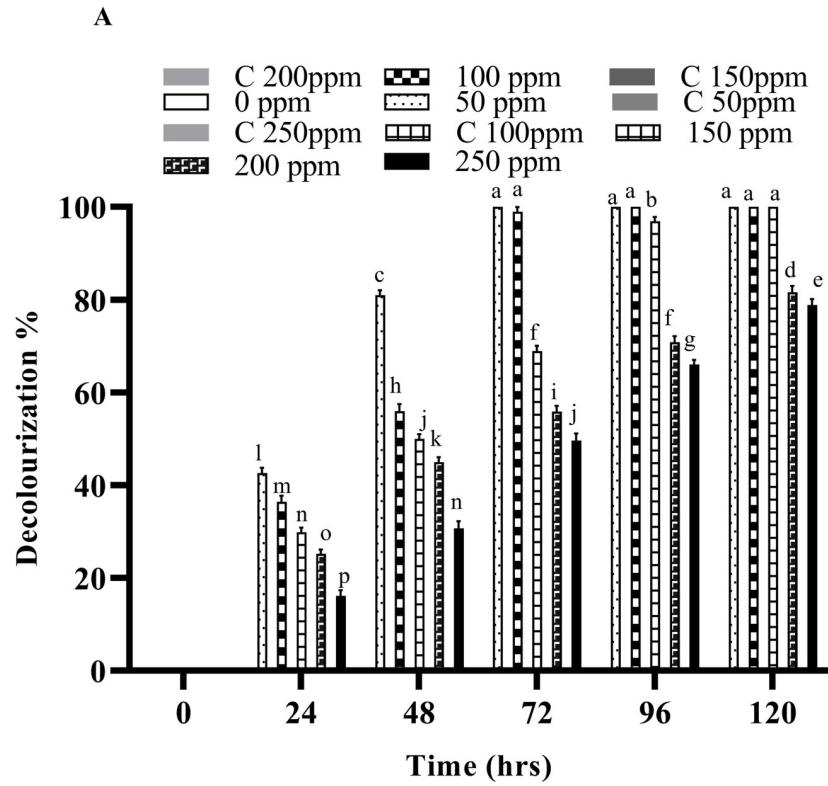 A
C 200ppm 100 ppm C 150ppm
0 ppm 50 ppm C 50ppm
C 250ppm C 100ppm 150 ppm
200 ppm 250 ppm
Decolourization %
100
80
60
40
20
0
l m n o p
c h j k n
a a f i j
a a b f g
a a a d e
0 24 48 72 96 120
Time (hrs)